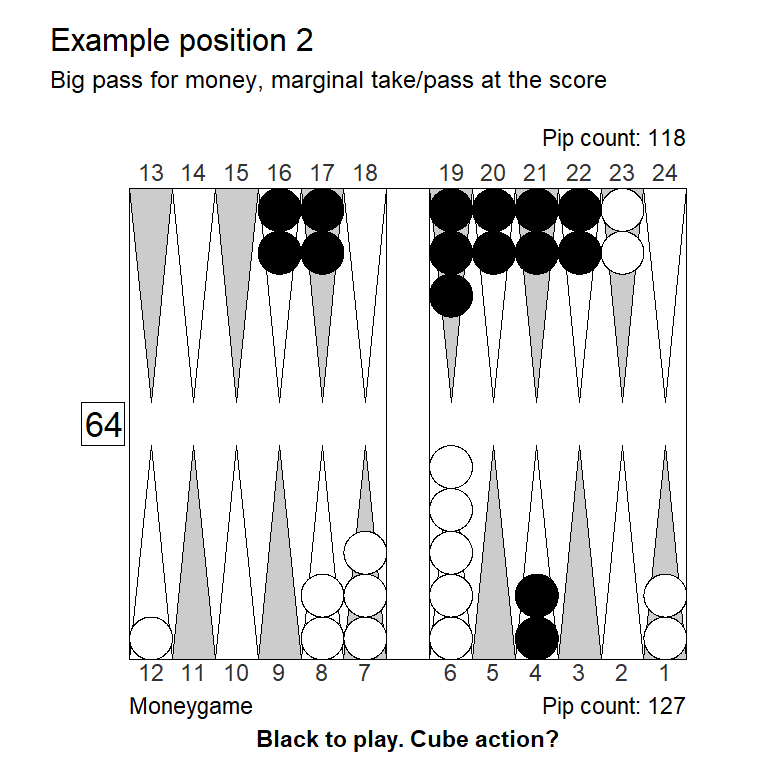 Example position 2
Big pass for money, marginal take/pass at the score
Pip count: 118
13 14 15 16 17 18 19 20 21 22 23 24
64
12 11 10 9 8 7 6 5 4 3 2 1
Moneygame Pip count: 127
Black to play. Cube action?